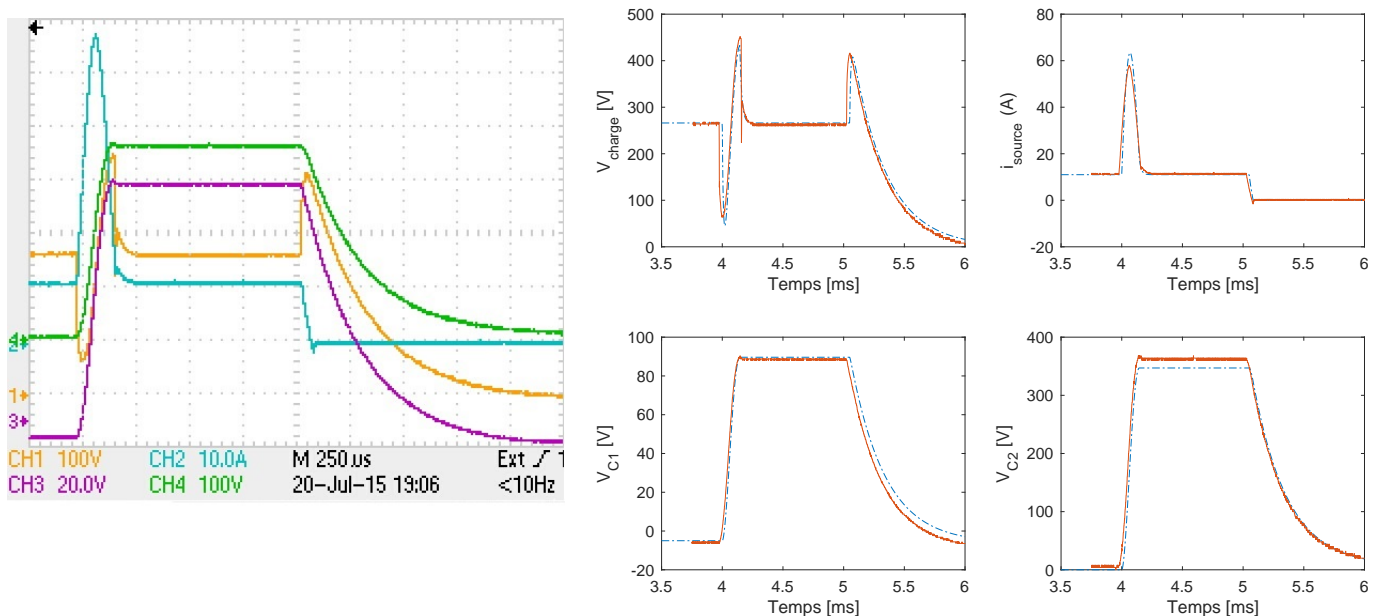 4
2
1
3
CH1 100V CH2 10.0A M 250us Ext 1
CH3 20.0V CH4 100V 20-Jul-15 19:06 <10Hz
500
400
300
200
100
0
V_charge [V]
3.5 4 4.5 5 5.5 6
Temps [ms]
80
60
40
20
0
-20
i_source (A)
3.5 4 4.5 5 5.5 6
Temps [ms]
100
80
60
40
20
0
-20
V_C1 [V]
3.5 4 4.5 5 5.5 6
Temps [ms]
400
300
200
100
0
V_C2 [V]
3.5 4 4.5 5 5.5 6
Temps [ms]